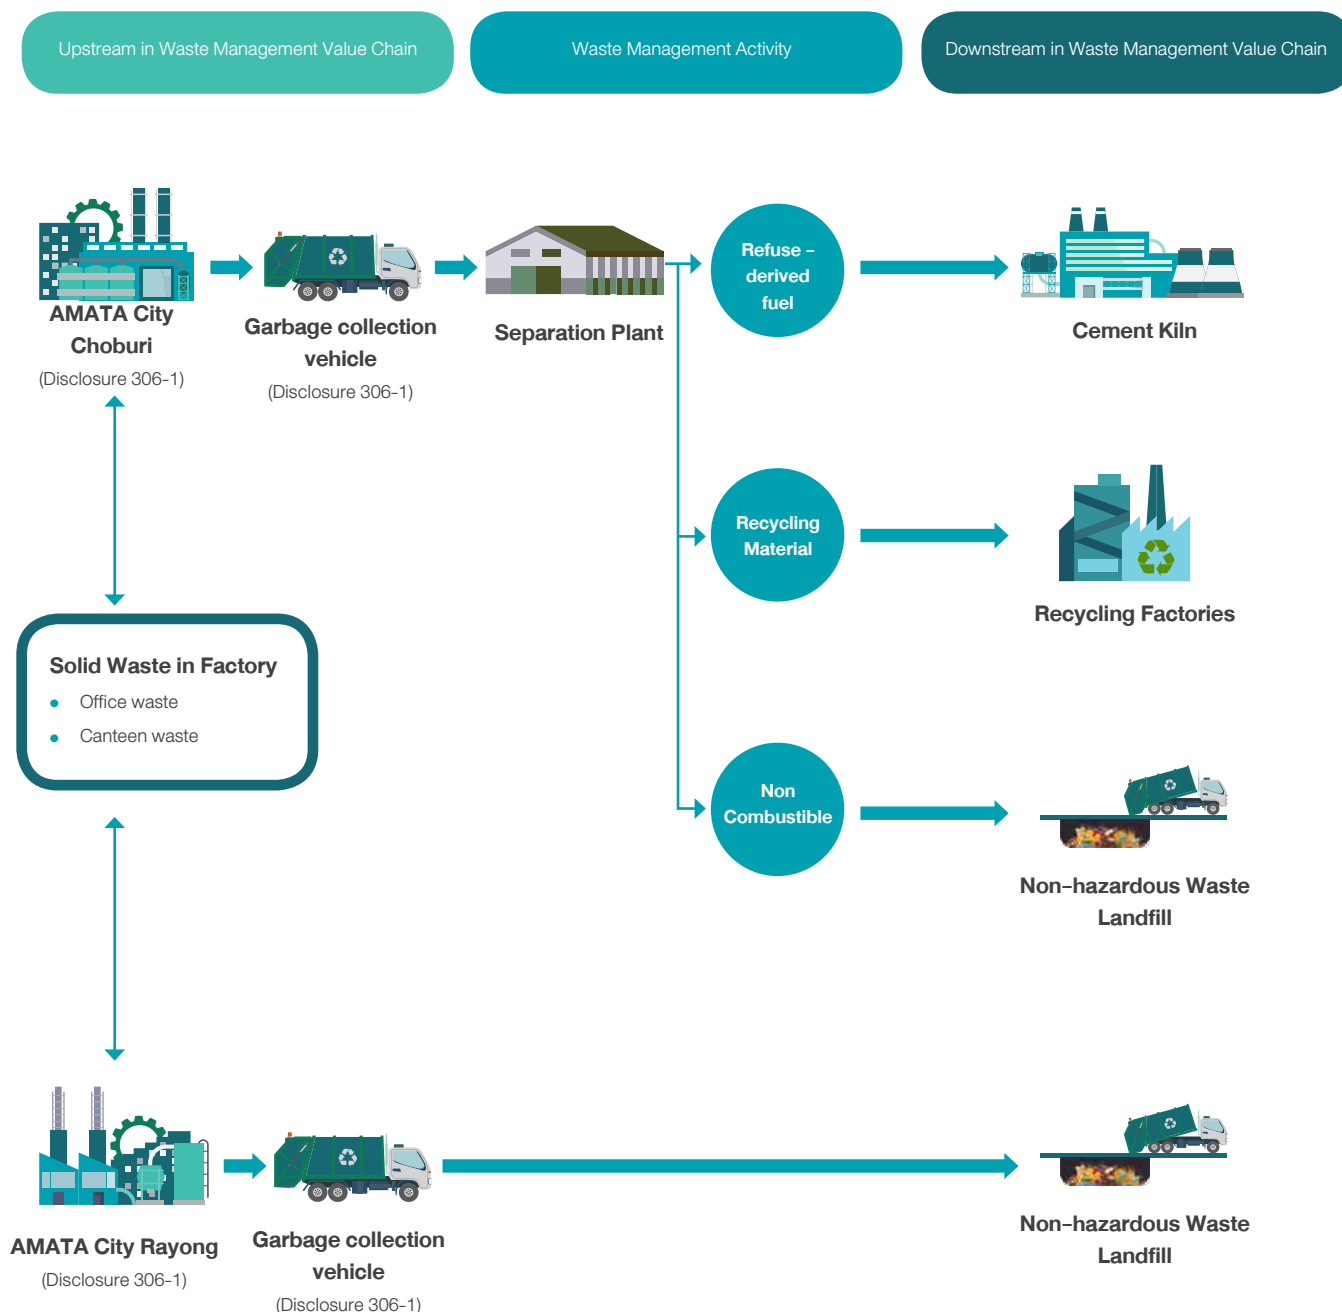 Upstream in Waste Management Value Chain
Waste Management Activity
Downstream in Waste Management Value Chain
AMATA City
Choburi
(Disclosure 306-1)
Garbage collection
vehicle
(Disclosure 306-1)
Separation Plant
Refuse -
derived
fuel
Cement Kiln
Recycling
Material
Recycling Factories
Solid Waste in Factory
• Office waste
• Canteen waste
Non
Combustible
Non-hazardous Waste
Landfill
AMATA City Rayong
(Disclosure 306-1)
Garbage collection
vehicle
(Disclosure 306-1)
Non-hazardous Waste
Landfill